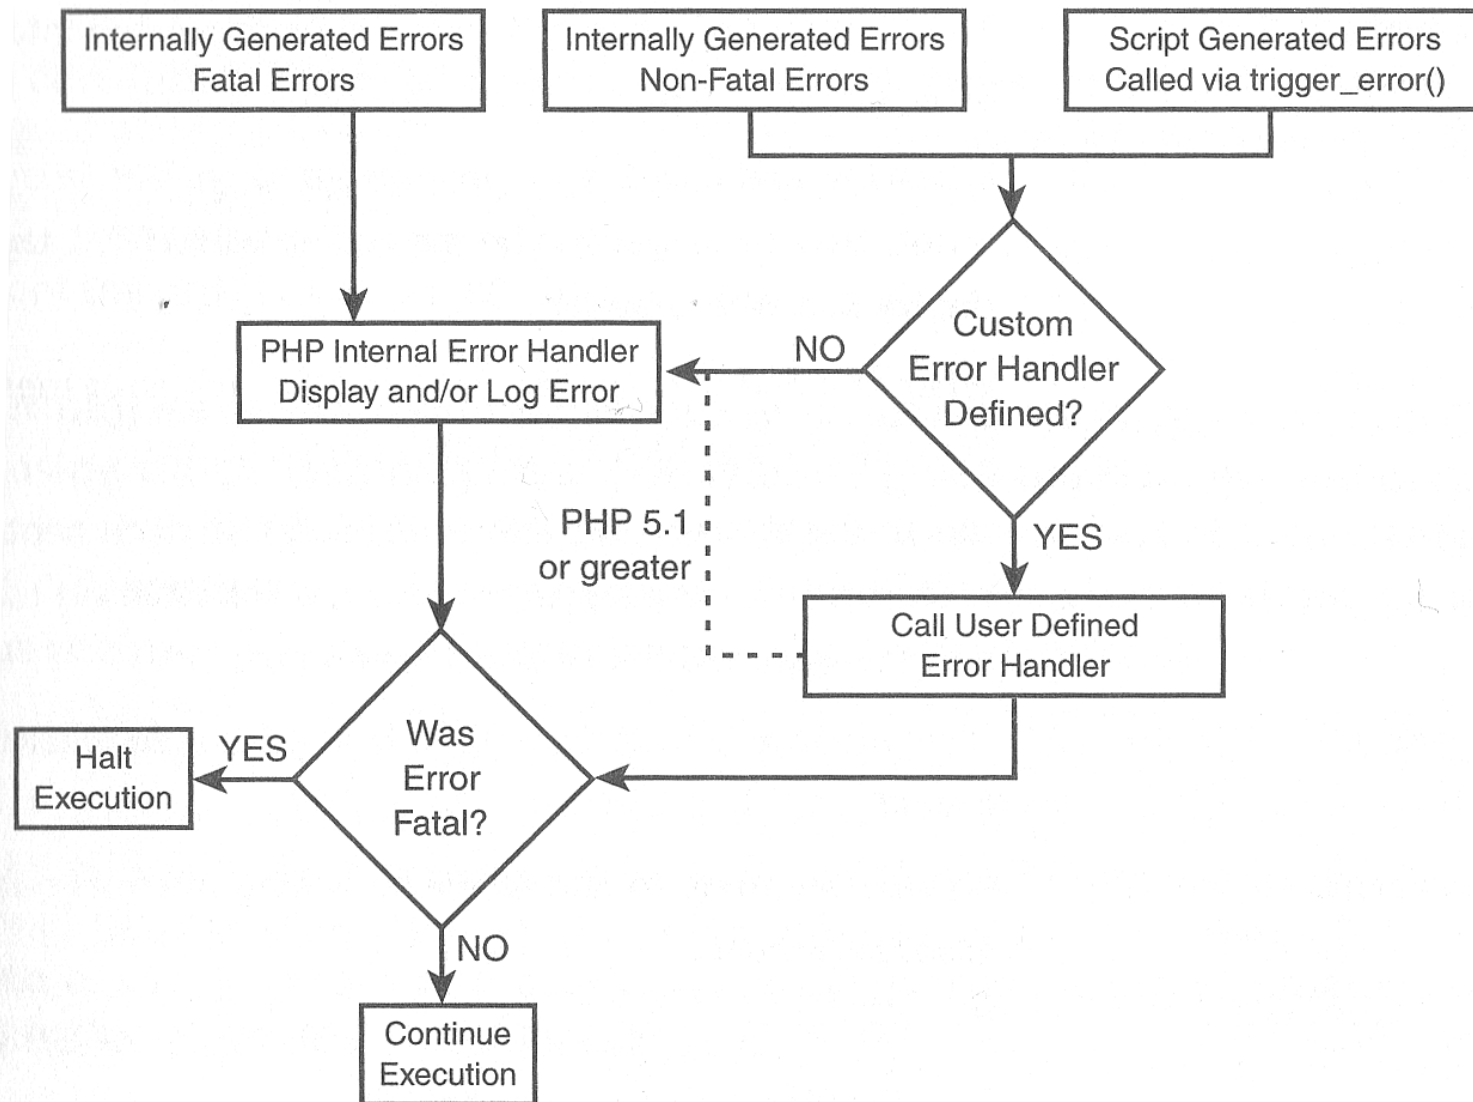 Internally Generated Errors
Fatal Errors
Internally Generated Errors
Non-Fatal Errors
Script Generated Errors
Called via trigger_error()
Custom
Error Handler
Defined?
NO
PHP Internal Error Handler
Display and/or Log Error
PHP 5.1
or greater
YES
Call User Defined
Error Handler
Was
Error
Fatal?
YES
Halt
Execution
NO
Continue
Execution